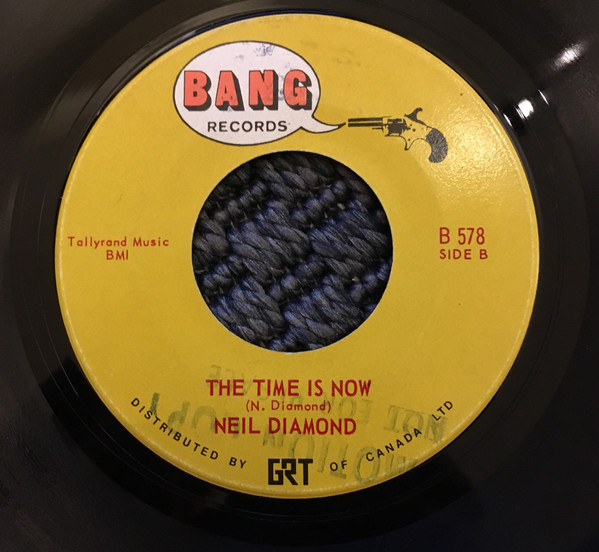 BANG
RECORDS
Tallyrand Music
BMI
B 578
SIDE B
THE TIME IS NOW
(N. Diamond)
NEIL DIAMOND
DISTRIBUTED BY GRT OF CANADA LTD